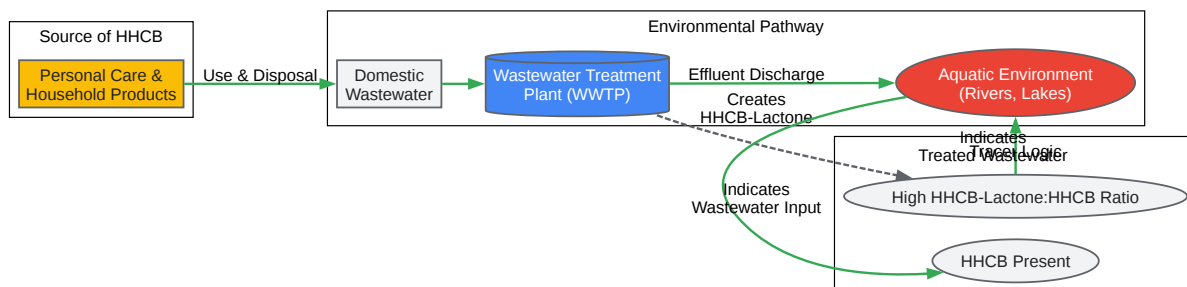 Source of HHCB
Personal Care &
Household Products
Use & Disposal
Environmental Pathway
Domestic
Wastewater
Wastewater Treatment
Plant (WWTP)
Effluent Discharge
Aquatic Environment
(Rivers, Lakes)
Creates
HHCB-Lactone
Indicates
Treated Wastewater
Tracer Logic
High HHCB-Lactone:HHCB Ratio
Indicates
Wastewater Input
HHCB Present